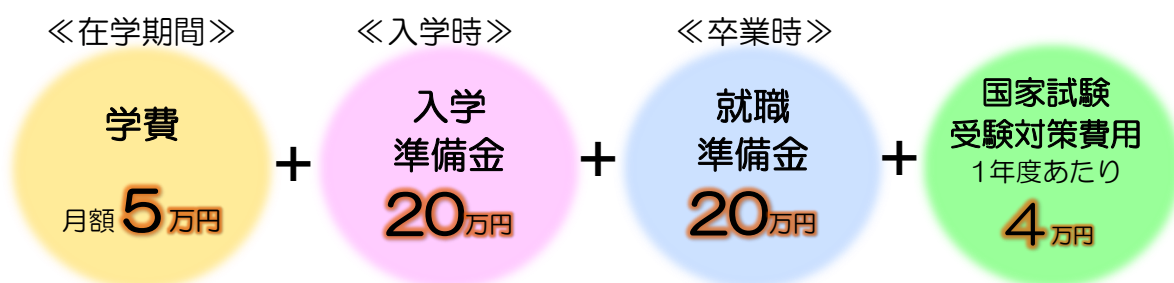 ≪在学期間≫
学費
月額5万円
+
≪入学時≫
入学
準備金
20万円
+
≪卒業時≫
就職
準備金
20万円
+
国家試験
受験対策費用
1年度あたり
4万円